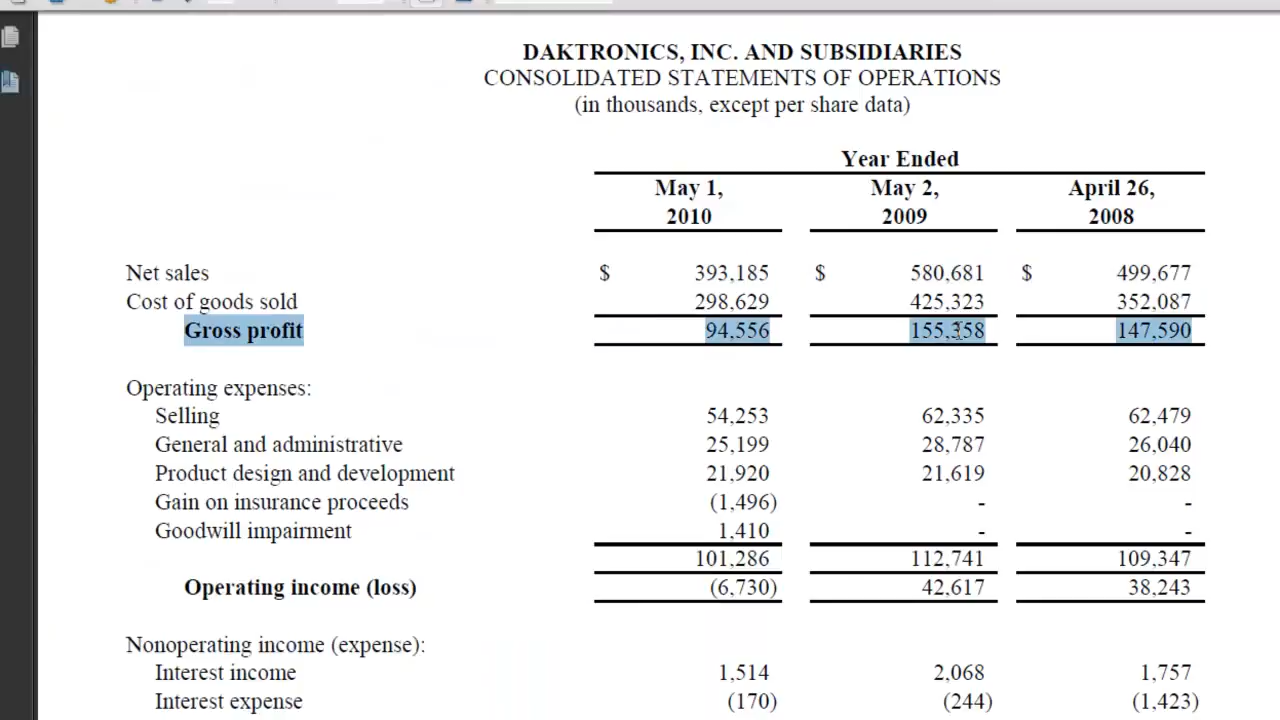 DAKTRONICS, INC. AND SUBSIDIARIES
CONSOLIDATED STATEMENTS OF OPERATIONS
(in thousands, except per share data)
Year Ended
May 1, May 2, April 26,
2010 2009 2008
Net sales $ 393,185 $ 580,681 $ 499,677
Cost of goods sold 298,629 425,323 352,087
Gross profit 94,556 155,358 147,590
Operating expenses:
Selling 54,253 62,335 62,479
General and administrative 25,199 28,787 26,040
Product design and development 21,920 21,619 20,828
Gain on insurance proceeds (1,496) - -
Goodwill impairment 1,410 - -
101,286 112,741 109,347
Operating income (loss) (6,730) 42,617 38,243
Nonoperating income (expense):
Interest income 1,514 2,068 1,757
Interest expense (170) (244) (1,423)